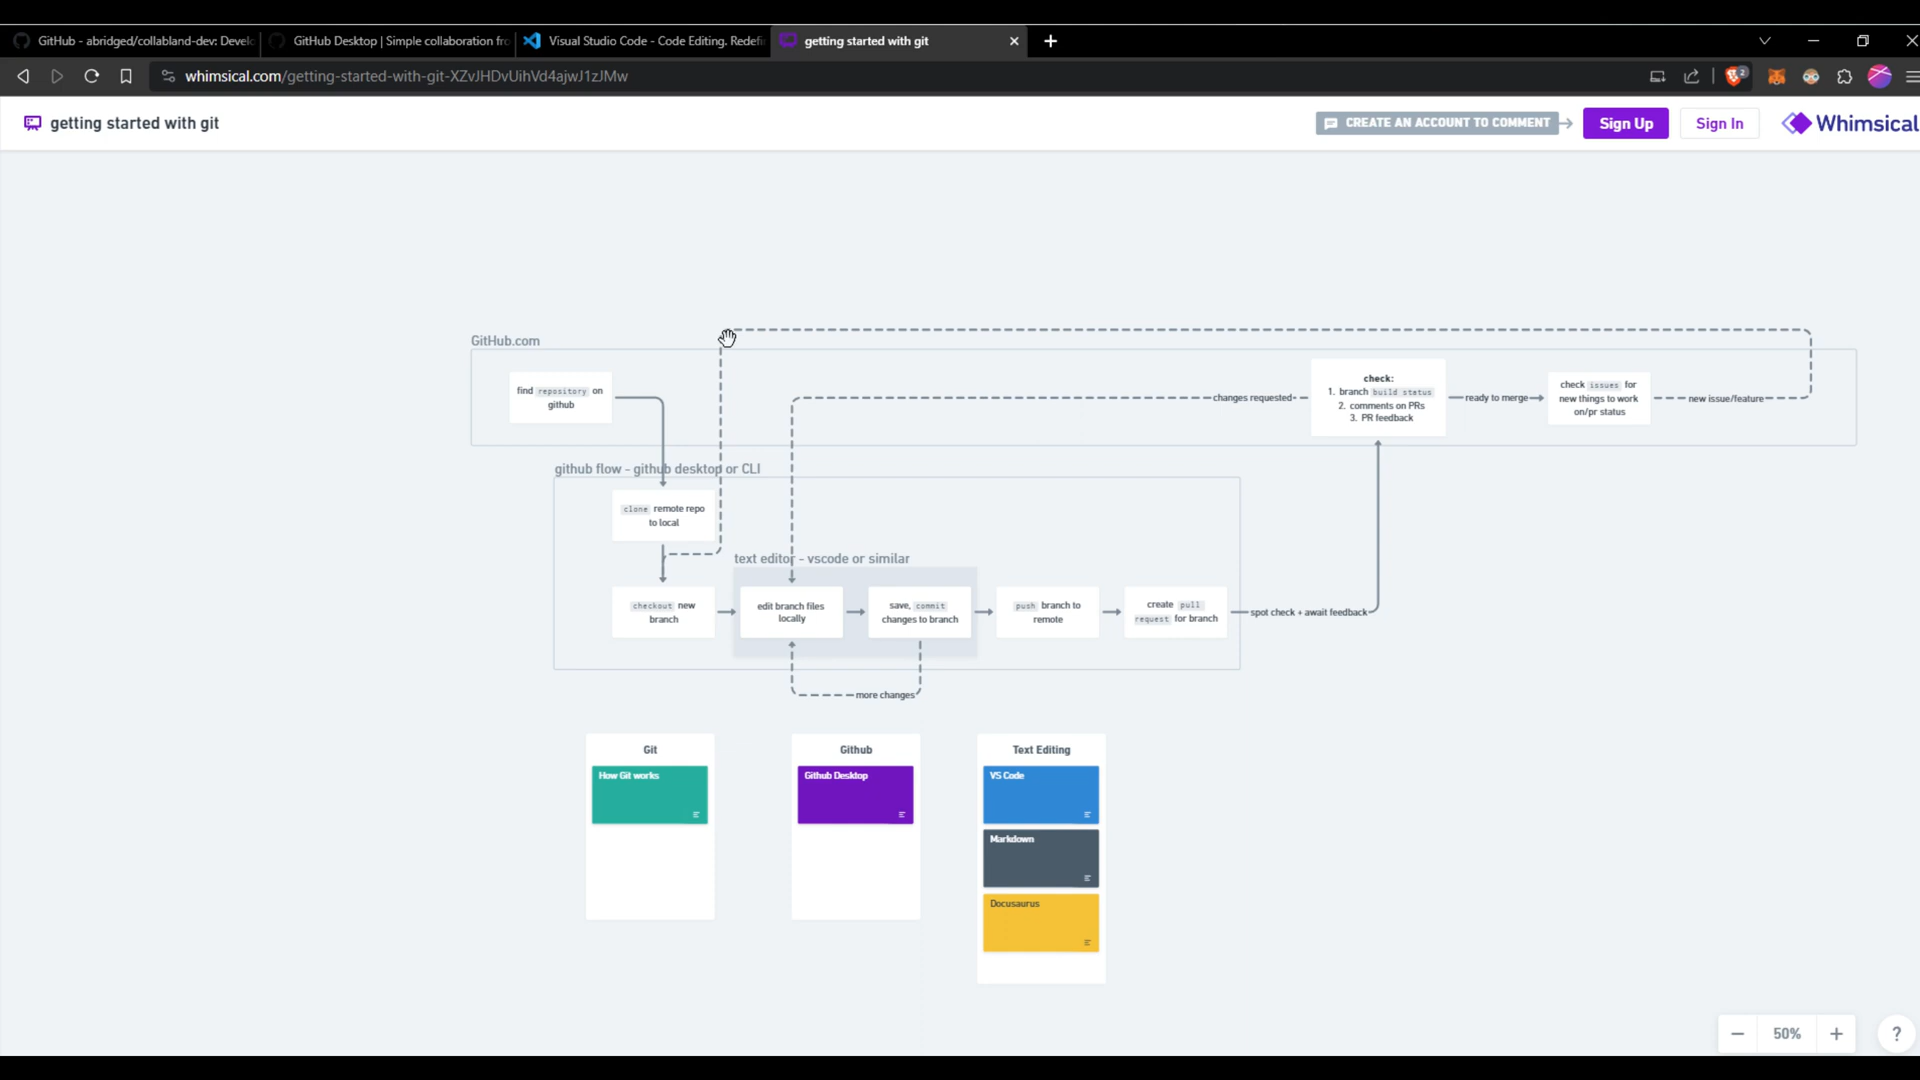 GitHub - abridged/collabland-dev: Develo
GitHub Desktop | Simple collaboration fro
Visual Studio Code - Code Editing. Redefi
getting started with git
whimsical.com/getting-started-with-git-XZvJHDvUihVd4ajwJ1zJMw
2
getting started with git
CREATE AN ACCOUNT TO COMMENT
Sign Up
Sign In
Whimsical
GitHub.com
find repository on
github
changes requested
check:
1. branch build status
2. comments on PRs
3. PR feedback
ready to merge
check issues for
new things to work
on/pr status
new issue/feature
github flow - github desktop or CLI
clone remote repo
to local
text editor - vscode or similar
checkout new
branch
edit branch files
locally
save, commit
changes to branch
push branch to
remote
create pull
request for branch
spot check + await feedback
more changes
Git
How Git works
Github
Github Desktop
Text Editing
VS Code
Markdown
Docusaurus
50%
?